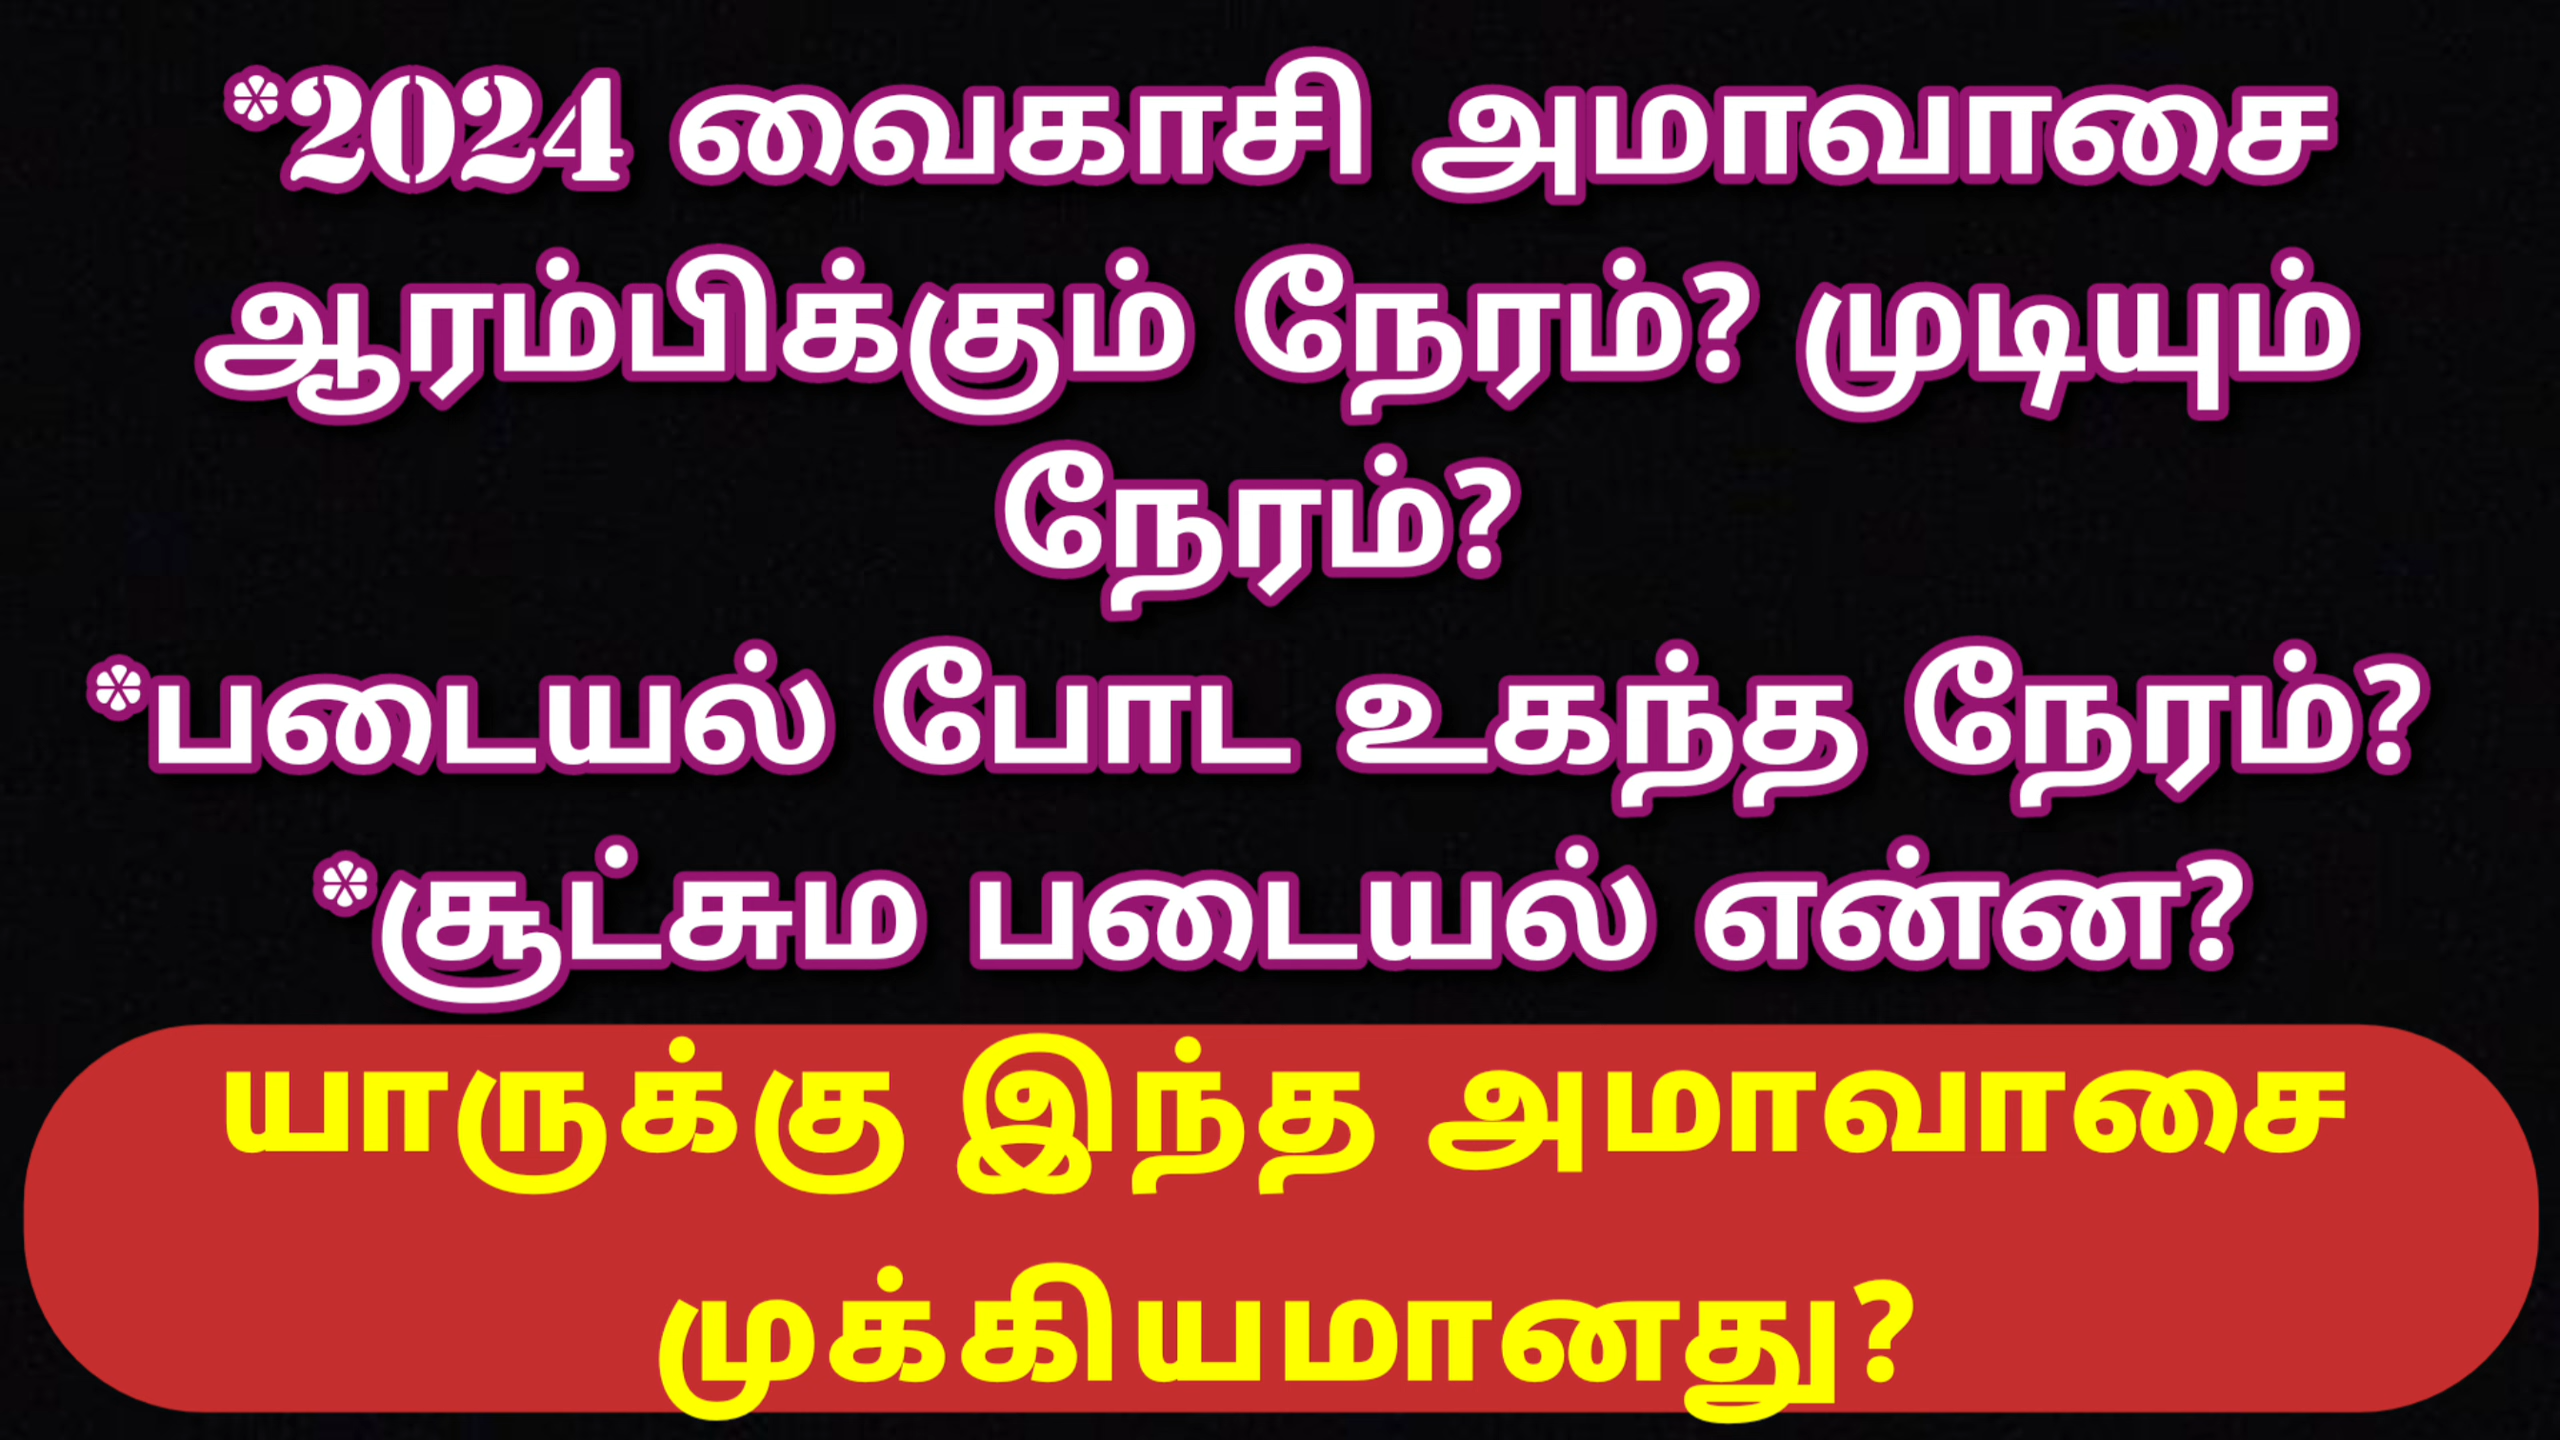 *2024 வைகாசி அமாவாசை
ஆரம்பிக்கும் நேரம்? முடியும்
நேரம்?
*படையல் போட உகந்த நேரம்?
*சூட்சும படையல் என்ன?
யாருக்கு இந்த அமாவாசை
முக்கியமானது?